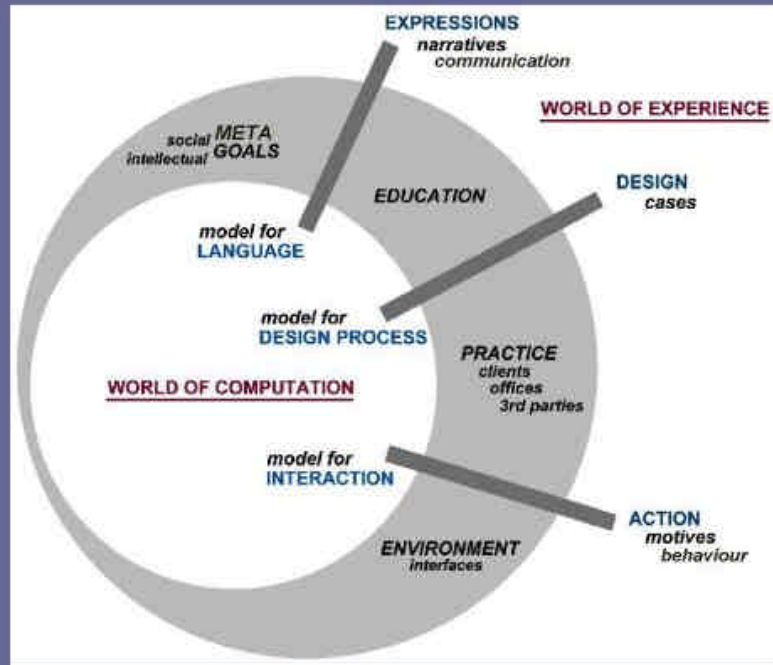 EXPRESSIONS
narratives
communication
WORLD OF EXPERIENCE
social META
intellectual GOALS
EDUCATION
DESIGN
cases
model for
LANGUAGE
model for
DESIGN PROCESS
PRACTICE
clients
offices
3rd parties
WORLD OF COMPUTATION
model for
INTERACTION
ACTION
motives
behaviour
ENVIRONMENT
interfaces